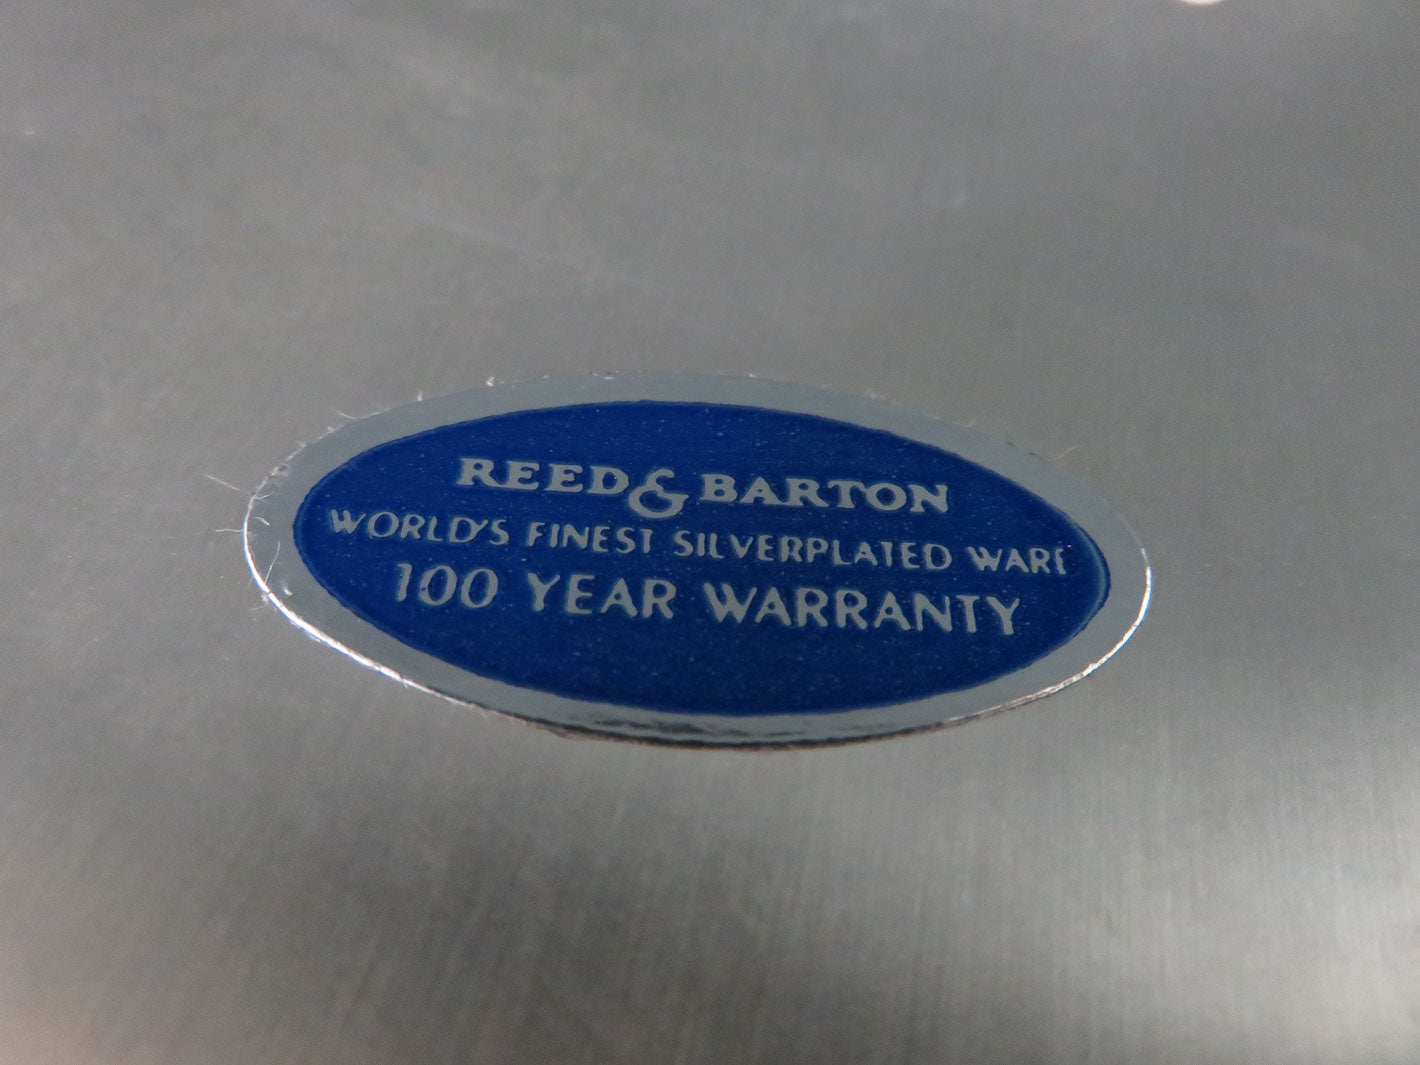 REED & BARTON
WORLD'S FINEST SILVERPLATED WARE
100 YEAR WARRANTY